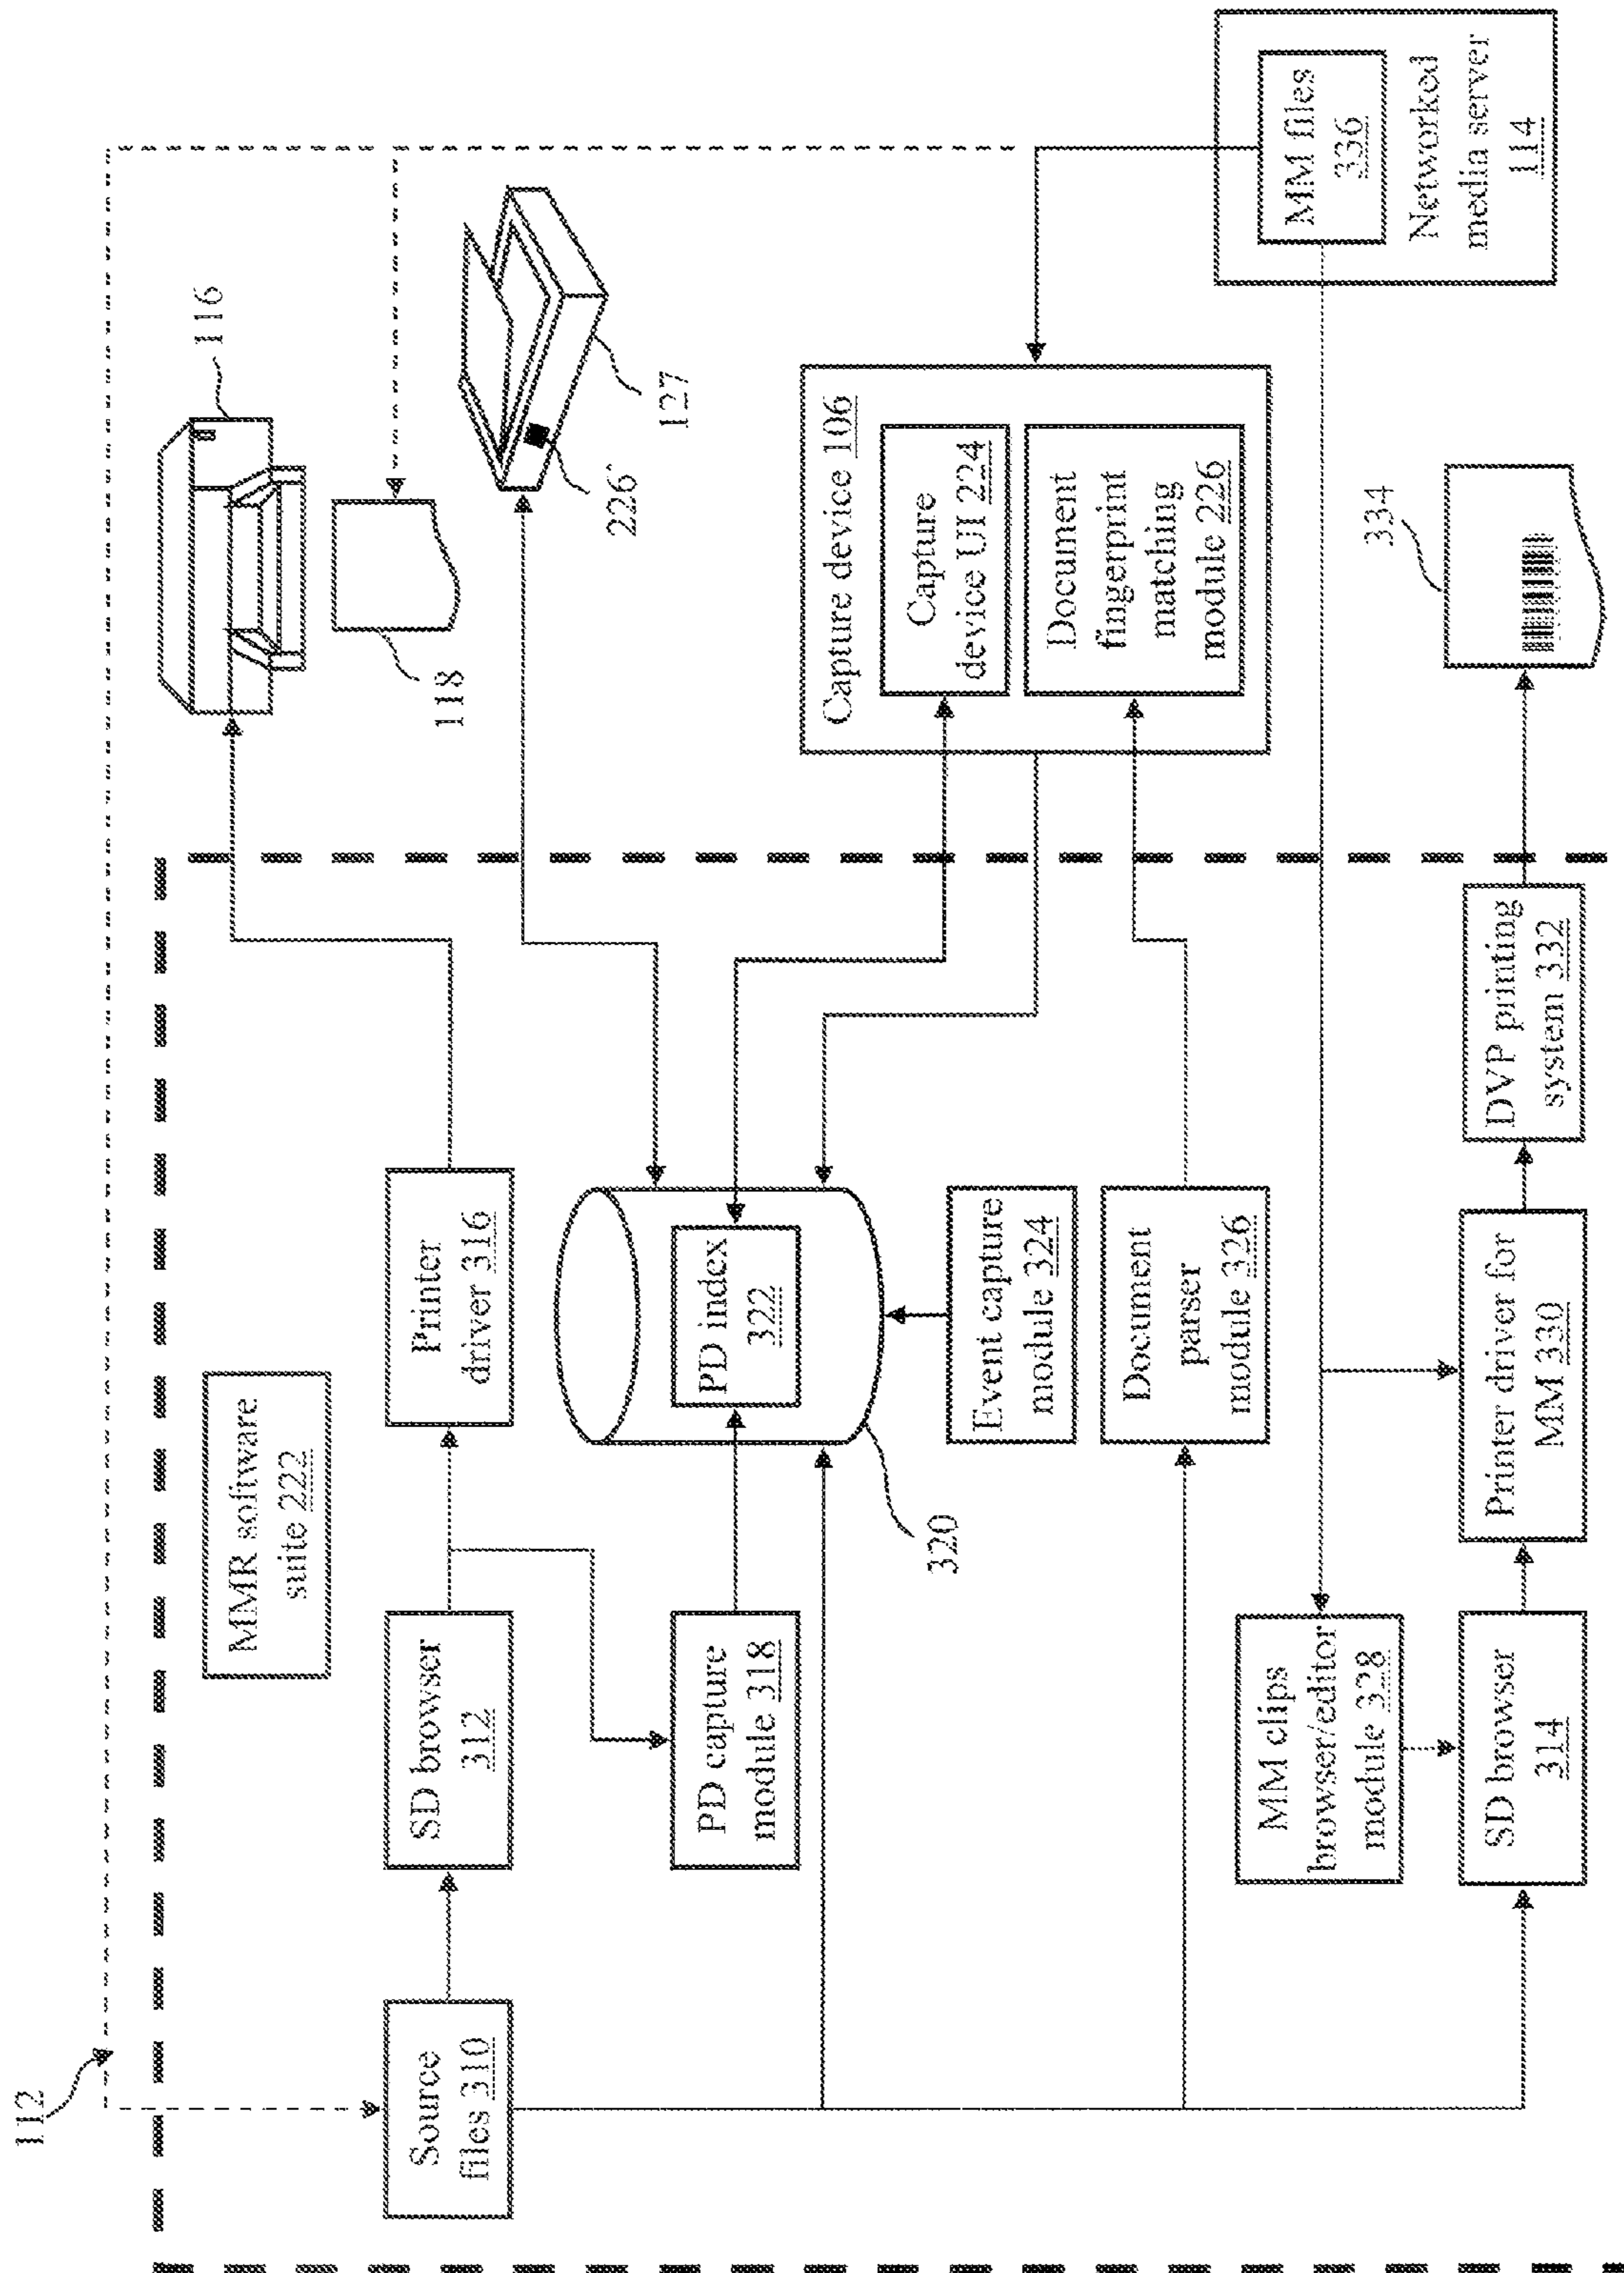 112
MMR software
suite 222
Source
files 310
SD browser
312
Printer
driver 316
116
118
PD capture
module 318
PD index
322
320
127
226'
Event capture
module 324
Document
parser
module 326
Capture device 106
Capture
device UI 224
Document
fingerprint
matching
module 226
MM clips
browser/editor
module 328
SD browser
314
Printer driver for
MM 330
DVP printing
system 332
334
MM files
336
Networked
media server
114